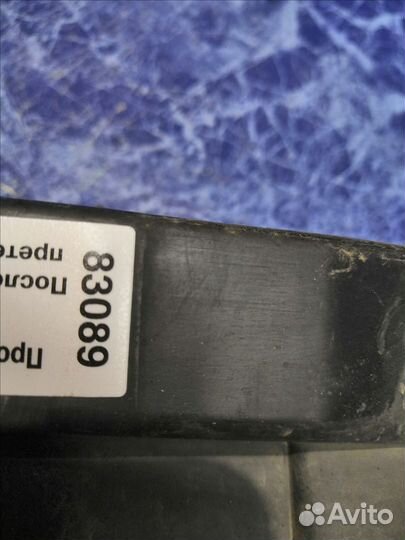 83089
Про
После
прете
Avito